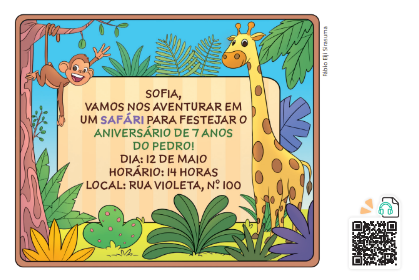 SOFIA,
VAMOS NOS AVENTURAR EM
UM SAFÁRI PARA FESTEJAR O
ANIVERSÁRIO DE 7 ANOS
DO PEDRO!
DIA: 12 DE MAIO
HORÁRIO: 14 HORAS
LOCAL: RUA VIOLETA, Nº 100